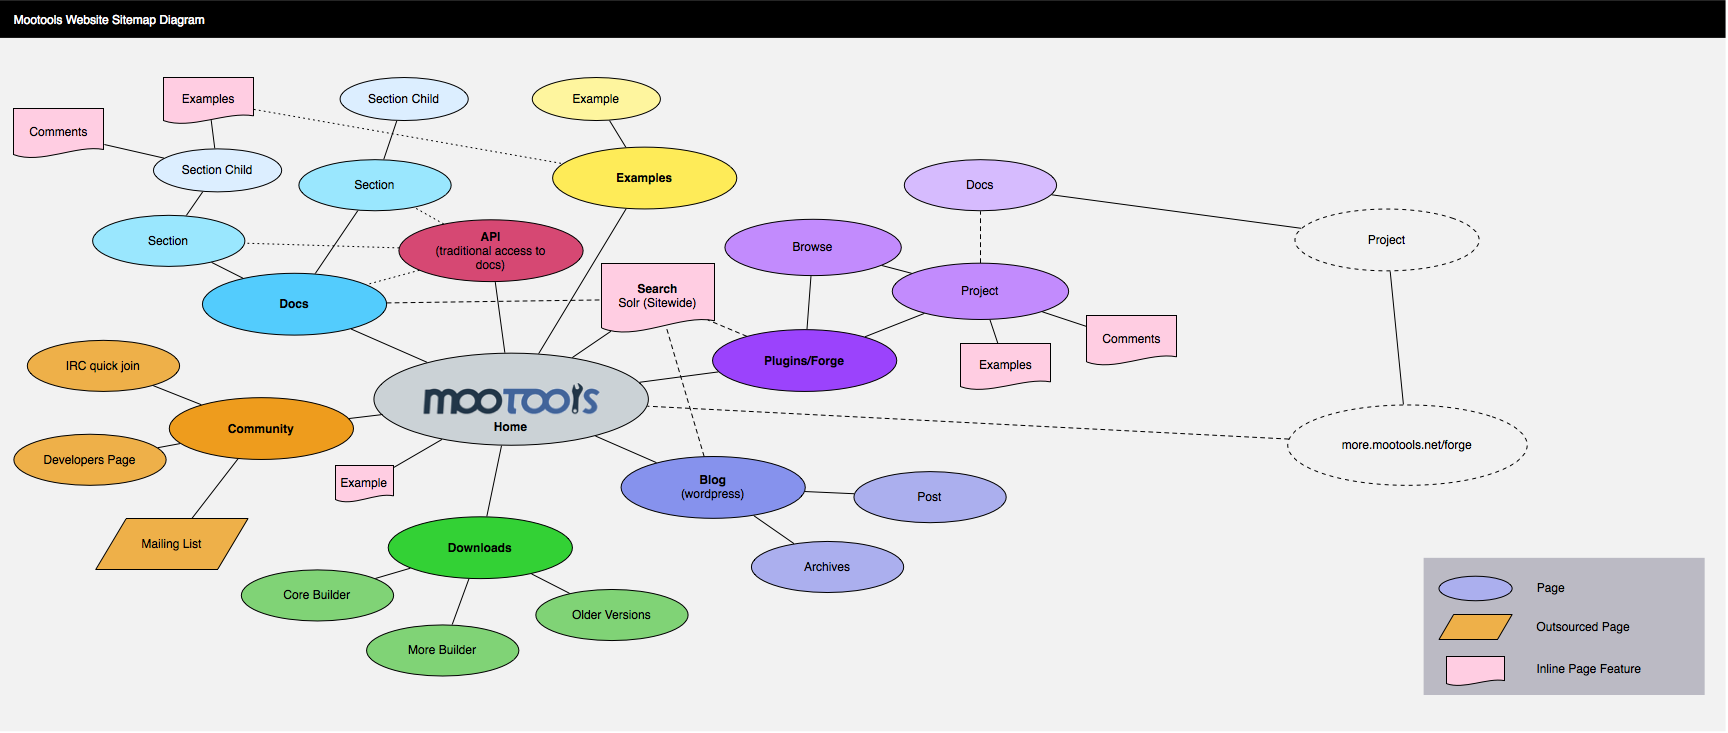 Mootools Website Sitemap Diagram
Examples
Section Child
Example
Comments
Section Child
Section
Examples
Docs
Section
API
(traditional access to
docs)
Browse
Project
Search
Solr (Sitewide)
Project
Docs
Comments
IRC quick join
Plugins/Forge
Examples
mootools
Home
Community
more.mootools.net/forge
Developers Page
Example
Blog
(wordpress)
Post
Mailing List
Downloads
Archives
Core Builder
Older Versions
More Builder
Page
Outsourced Page
Inline Page Feature